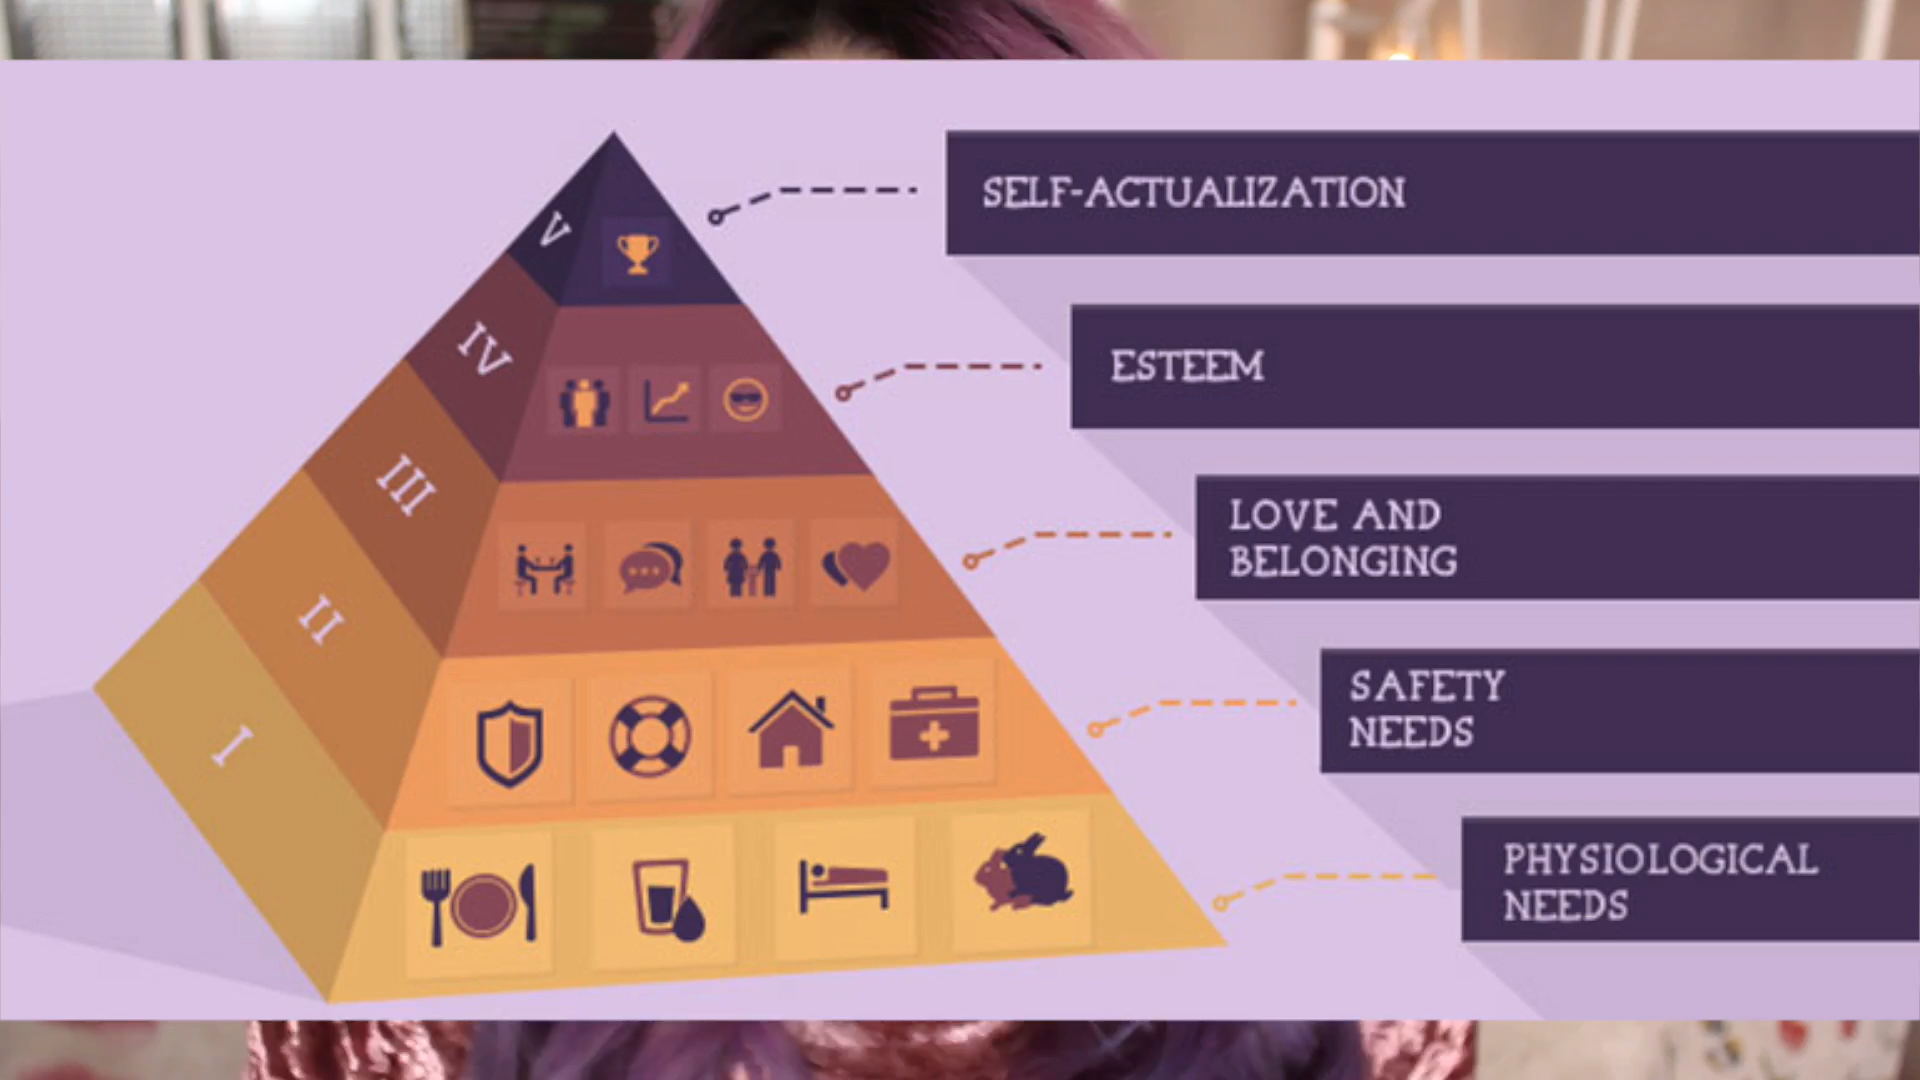 V
SELF-ACTUALIZATION
IV
ESTEEM
III
LOVE AND
BELONGING
II
SAFETY
NEEDS
I
PHYSIOLOGICAL
NEEDS